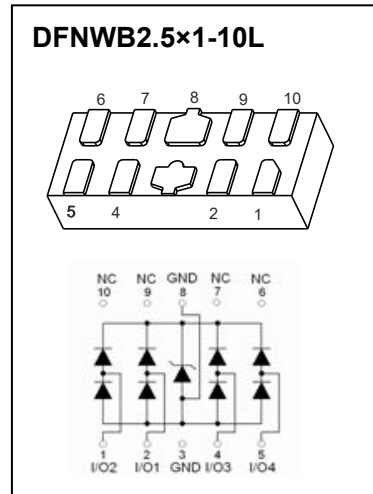 DFNWB2.5×1-10L
6 7 8 9 10
5 4 2 1
NC NC GND NC NC
10 9 8 7 6
1 2 3 4 5
I/O2 I/O1 GND I/O3 I/O4